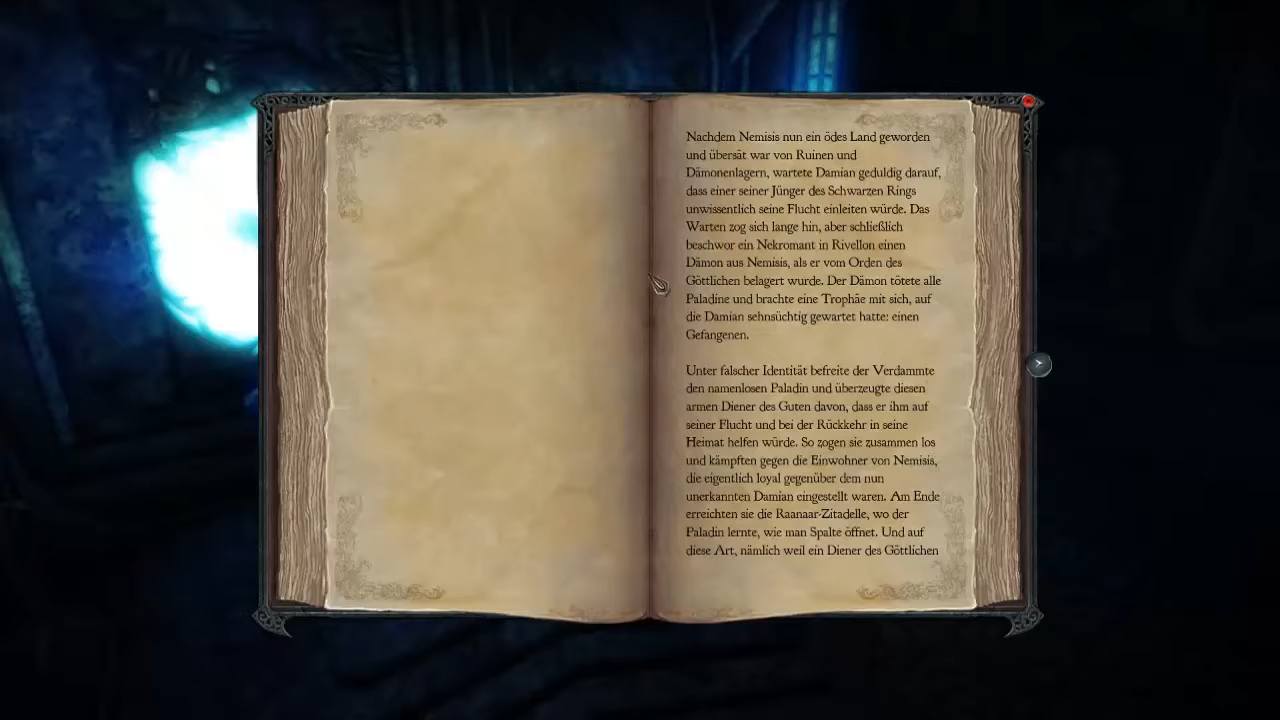 Nachdem Nemisis nun ein ödes Land geworden
und übersät war von Ruinen und
Dämonenlagern, wartete Damian geduldig darauf,
dass einer seiner Jünger des Schwarzen Rings
unwissentlich seine Flucht einleiten würde. Das
Warten zog sich lange hin, aber schließlich
beschwor ein Nekromant in Rivellon einen
Dämon aus Nemisis, als er vom Orden des
Göttlichen belagert wurde. Der Dämon tötete alle
Paladine und brachte eine Trophäe mit sich, auf
die Damian sehnsüchtig gewartet hatte: einen
Gefangenen.
Unter falscher Identität befreite der Verdammte
den namenlosen Paladin und überzeugte diesen
armen Diener des Guten davon, dass er ihm auf
seiner Flucht und bei der Rückkehr in seine
Heimat helfen würde. So zogen sie zusammen los
und kämpften gegen die Einwohner von Nemisis,
die eigentlich loyal gegenüber dem nun
unerkannten Damian eingestellt waren. Am Ende
erreichten sie die Raanaar-Zitadelle, wo der
Paladin lernte, wie man Spalte öffnet. Und auf
diese Art, nämlich weil ein Diener des Göttlichen